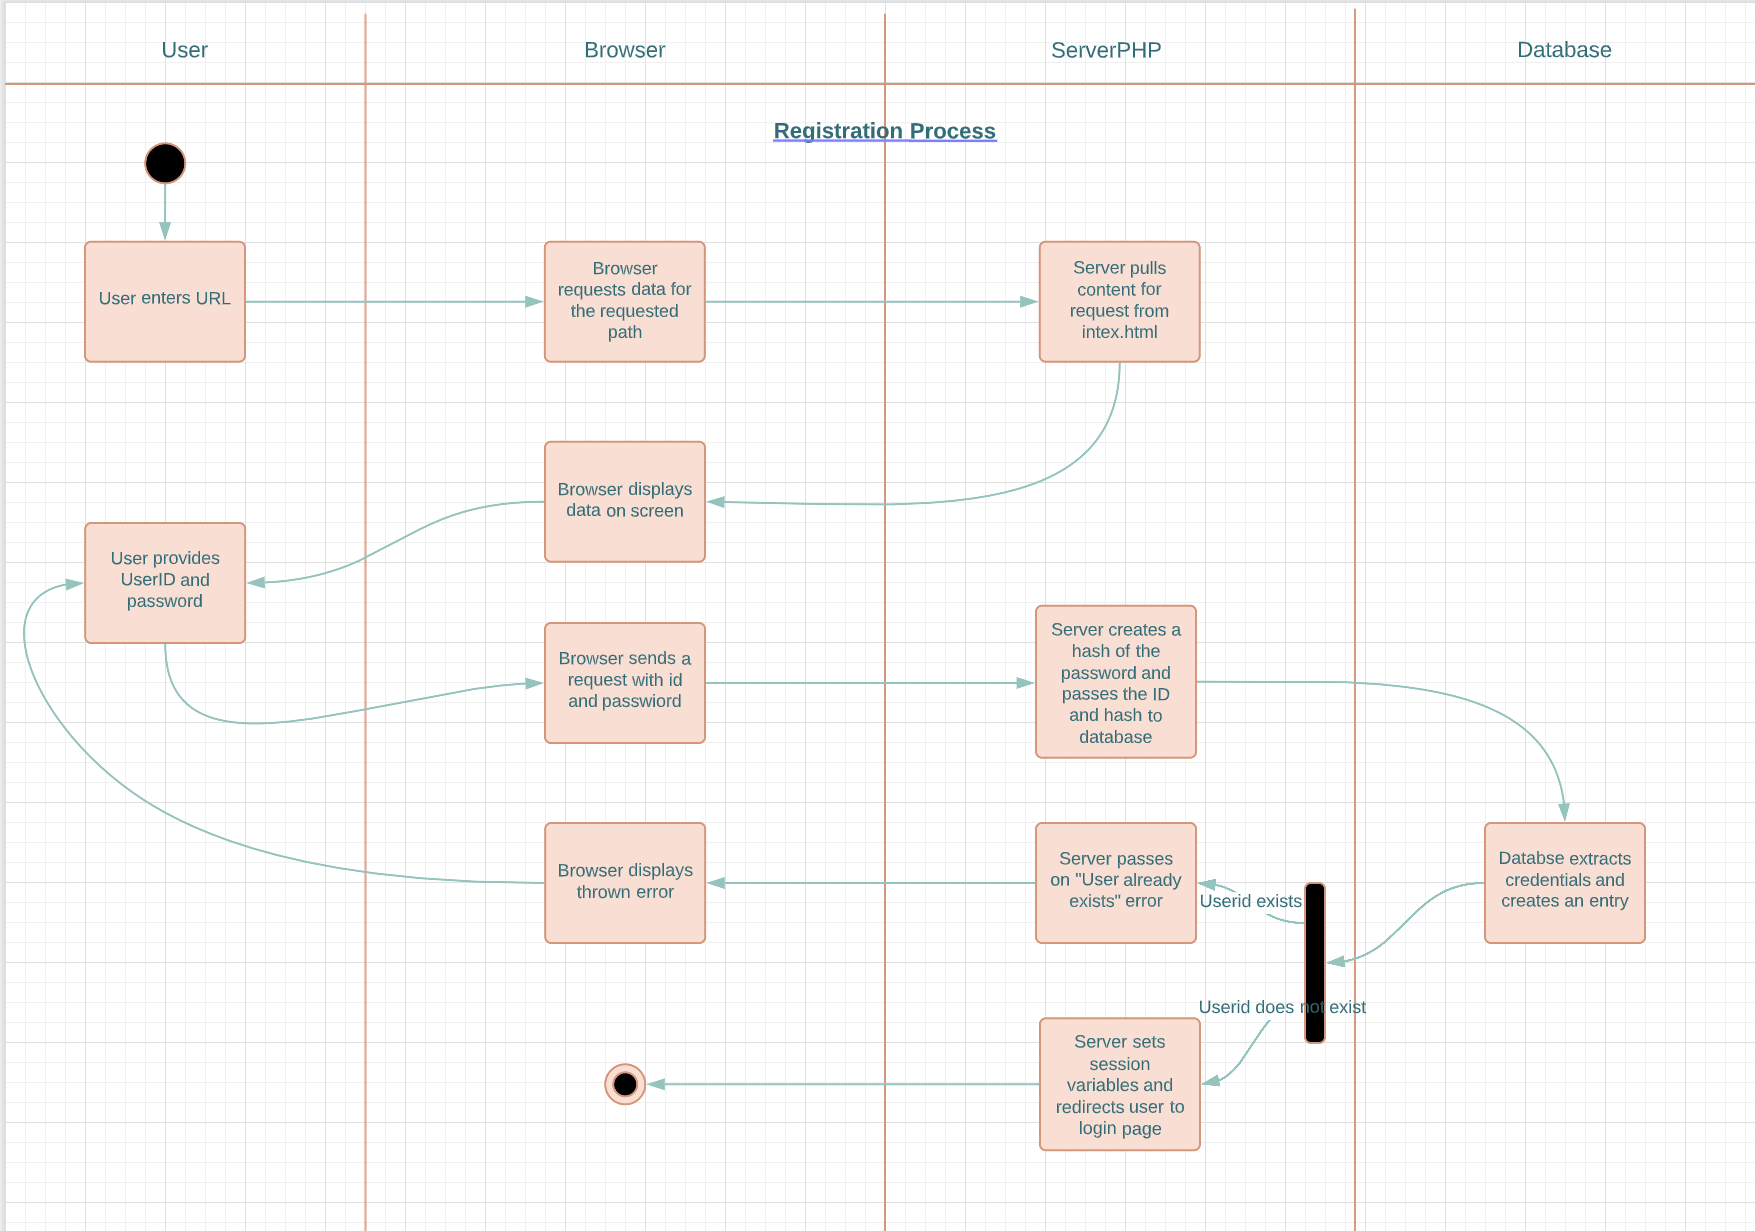 User
Browser
ServerPHP
Database
Registration Process
User enters URL
Browser
requests data for
the requested
path
Server pulls
content for
request from
intex.html
Browser displays
data on screen
User provides
UserID and
password
Browser sends a
request with id
and passwiord
Server creates a
hash of the
password and
passes the ID
and hash to
database
Browser displays
thrown error
Server passes
on "User already
exists" error
Userid exists
Databse extracts
credentials and
creates an entry
Userid does not exist
Server sets
session
variables and
redirects user to
login page